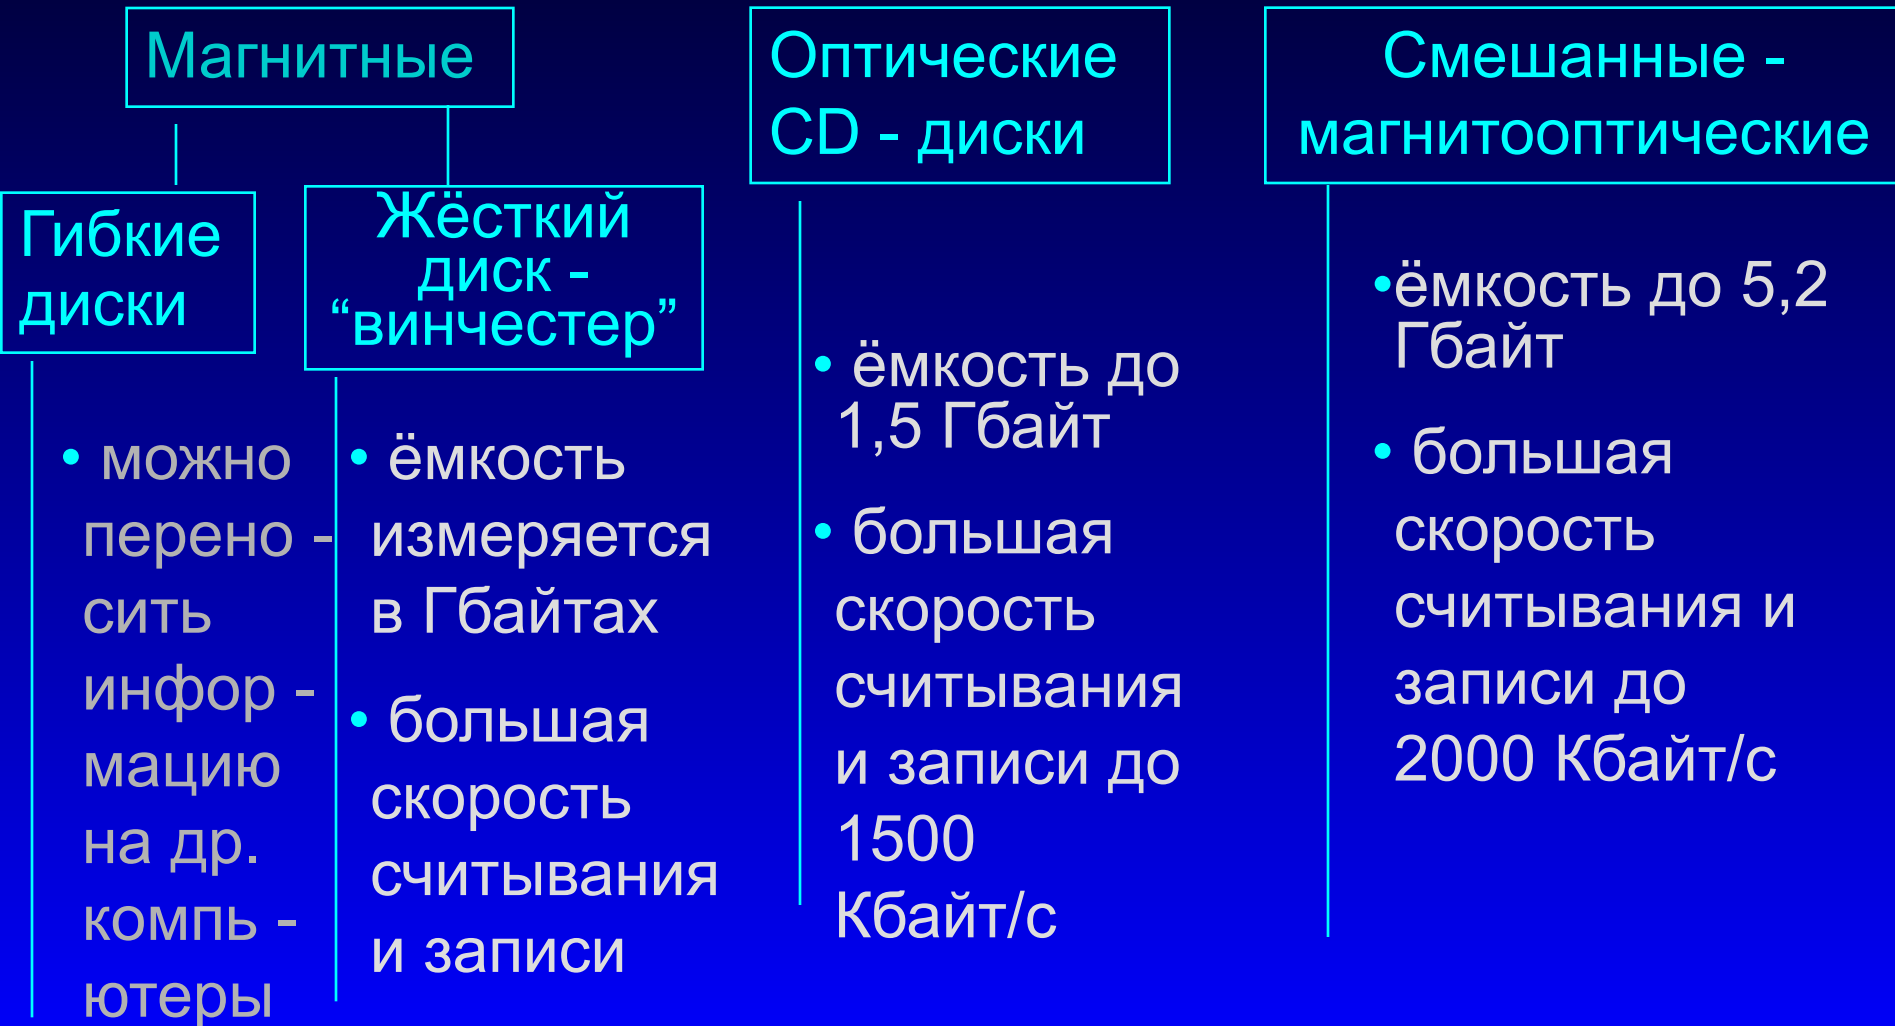 Магнитные
Гибкие
диски
• можно
перено -
сить
инфор -
мацию
на др.
компь -
ютеры
Жёсткий
диск -
“винчестер”
• ёмкость
измеряется
в Гбайтах
• большая
скорость
считывания
и записи
Оптические
CD - диски
• ёмкость до
1,5 Гбайт
• большая
скорость
считывания
и записи до
1500
Кбайт/с
Смешанные -
магнитооптические
•ёмкость до 5,2
Гбайт
• большая
скорость
считывания и
записи до
2000 Кбайт/с